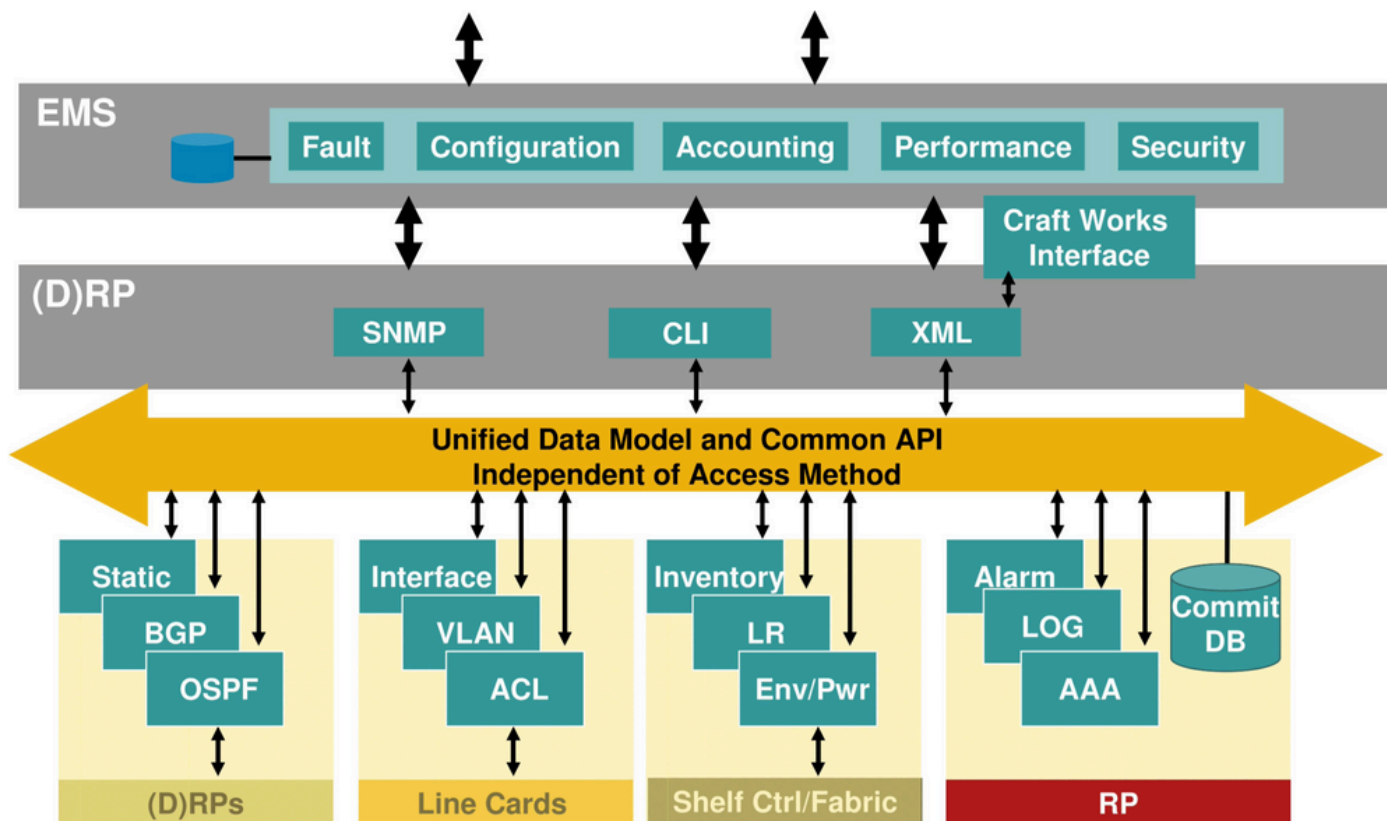 EMS
Fault
Configuration
Accounting
Performance
Security
Craft Works
Interface
(D)RP
SNMP
CLI
XML
Unified Data Model and Common API
Independent of Access Method
Static
BGP
OSPF
Interface
VLAN
ACL
Inventory
LR
Env/Pwr
Alarm
LOG
AAA
Commit
DB
(D)RPs
Line Cards
Shelf Ctrl/Fabric
RP